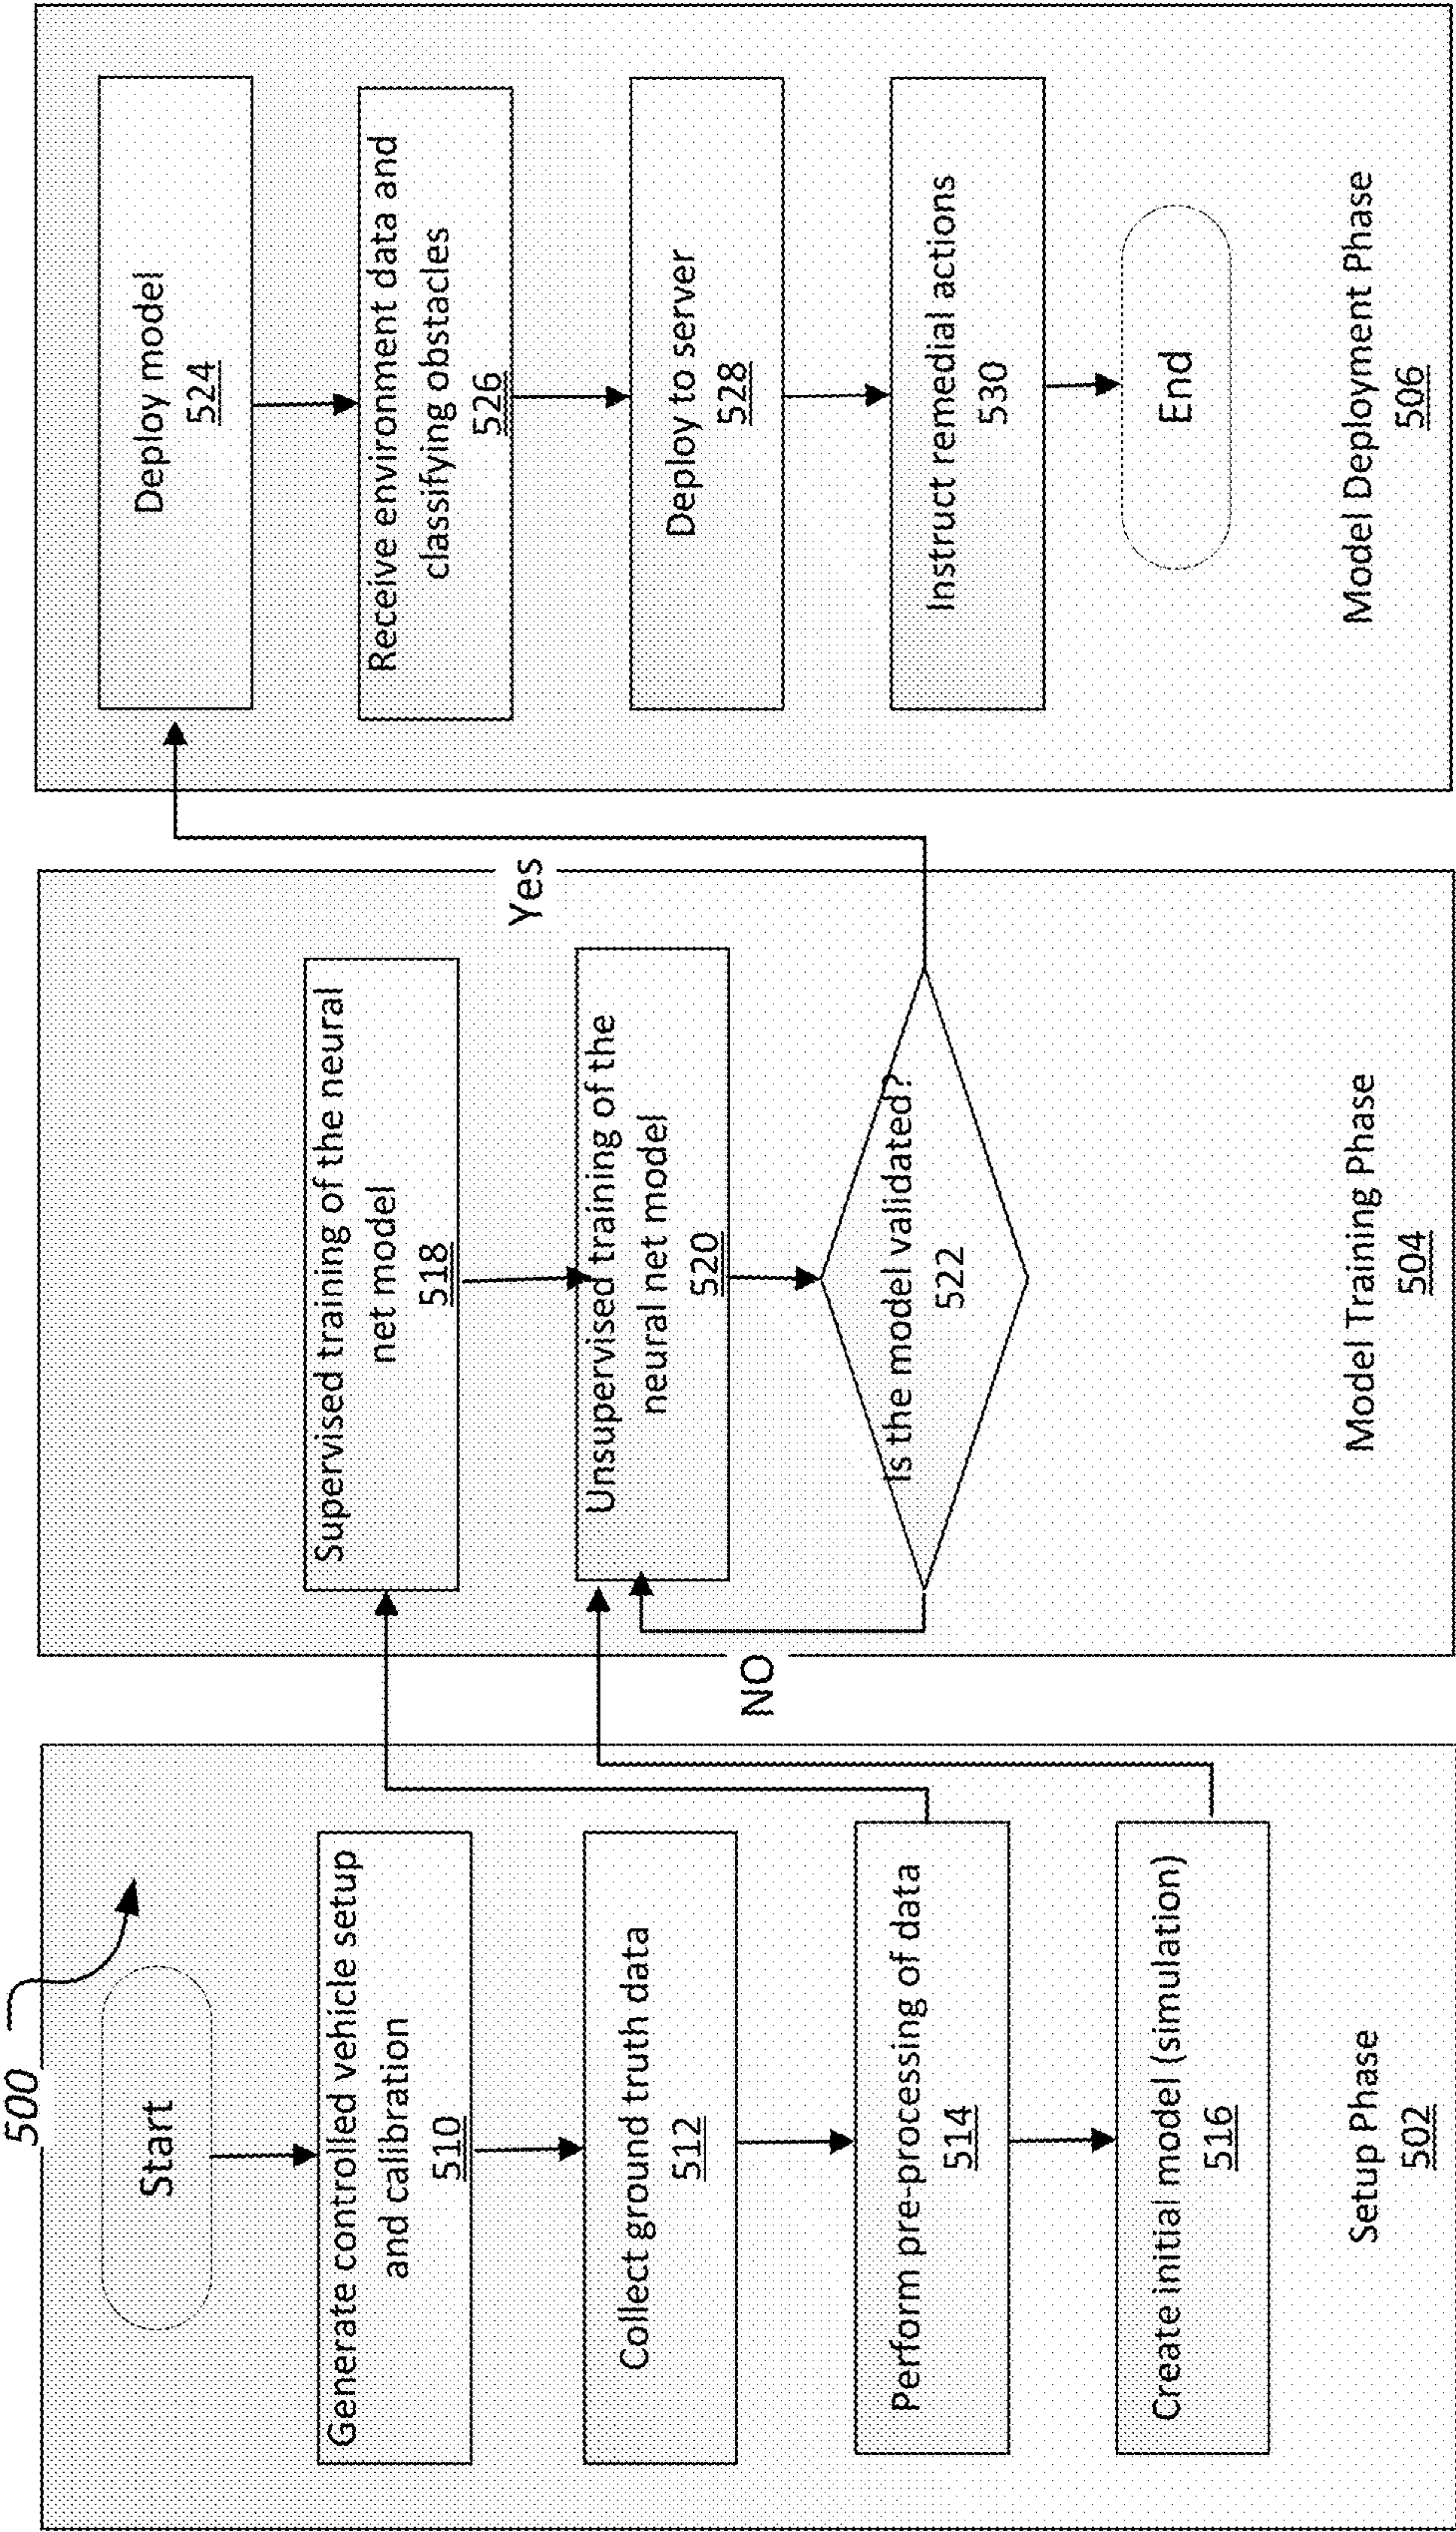 500
Start
Generate controlled vehicle setup
and calibration
510
Collect ground truth data
512
Perform pre-processing of data
514
Create initial model (simulation)
516
Setup Phase
502
Supervised training of the neural
net model
518
Unsupervised training of the
neural net model
520
Is the model validated?
522
NO
Yes
Model Training Phase
504
Deploy model
524
Receive environment data and
classifying obstacles
526
Deploy to server
528
Instruct remedial actions
530
End
Model Deployment Phase
506